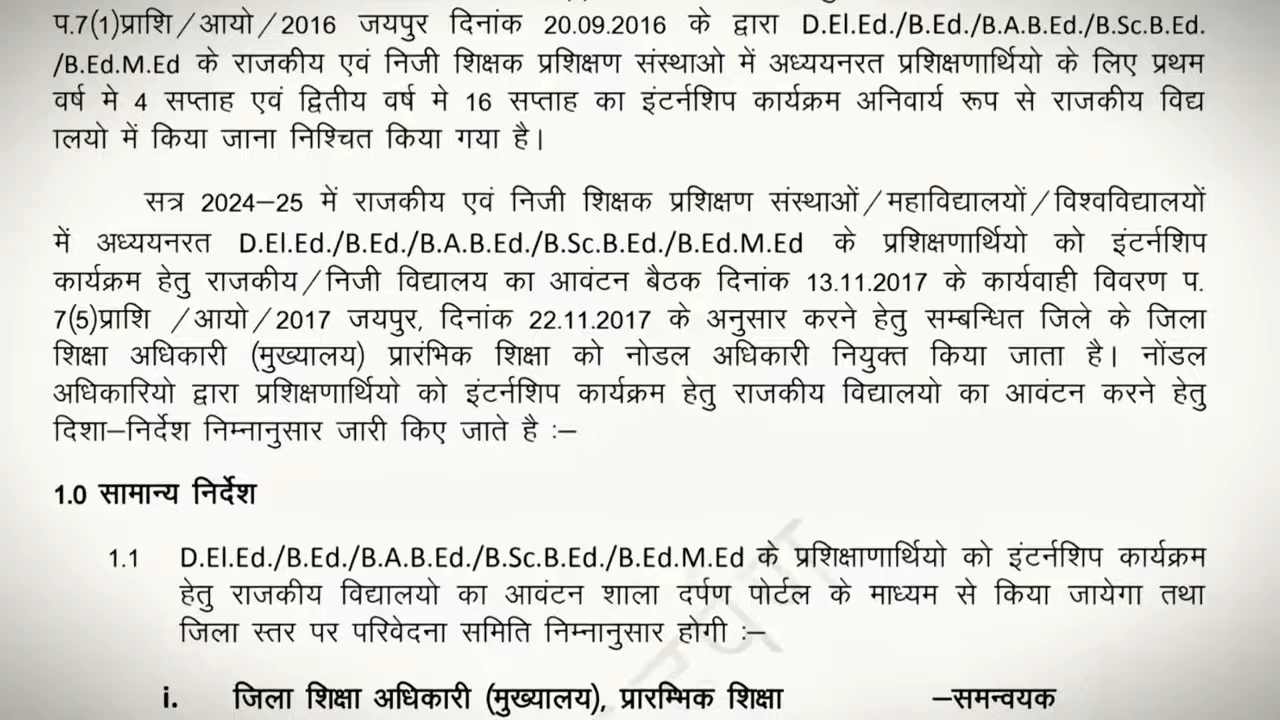 प.7(1)प्राशि/आयो/2016 जयपुर दिनांक 20.09.2016 के द्वारा D.El.Ed./B.Ed./B.A.B.Ed./B.Sc.B.Ed.
/B.Ed.M.Ed के राजकीय एवं निजी शिक्षक प्रशिक्षण संस्थाओ में अध्ययनरत प्रशिक्षणार्थियो के लिए प्रथम
वर्ष मे 4 सप्ताह एवं द्वितीय वर्ष मे 16 सप्ताह का इंटर्नशिप कार्यक्रम अनिवार्य रूप से राजकीय विद्य
ालयो में किया जाना निश्चित किया गया है।
सत्र 2024–25 में राजकीय एवं निजी शिक्षक प्रशिक्षण संस्थाओं/महाविद्यालयों/विश्वविद्यालयों
में अध्ययनरत D.El.Ed./B.Ed./B.A.B.Ed./B.Sc.B.Ed./B.Ed.M.Ed के प्रशिक्षणार्थियो को इंटर्नशिप
कार्यक्रम हेतु राजकीय/निजी विद्यालय का आवंटन बैठक दिनांक 13.11.2017 के कार्यवाही विवरण प.
7(5)प्राशि /आयो/2017 जयपुर, दिनांक 22.11.2017 के अनुसार करने हेतु सम्बन्धित जिले के जिला
शिक्षा अधिकारी (मुख्यालय) प्रारंभिक शिक्षा को नोडल अधिकारी नियुक्त किया जाता है। नोंडल
अधिकारियो द्वारा प्रशिक्षणार्थियो को इंटर्नशिप कार्यक्रम हेतु राजकीय विद्यालयो का आवंटन करने हेतु
दिशा–निर्देश निम्नानुसार जारी किए जाते है :–
1.0 सामान्य निर्देश
1.1 D.El.Ed./B.Ed./B.A.B.Ed./B.Sc.B.Ed./B.Ed.M.Ed के प्रशिक्षाणार्थियो को इंटर्नशिप कार्यक्रम
हेतु राजकीय विद्यालयो का आवंटन शाला दर्पण पोर्टल के माध्यम से किया जायेगा तथा
जिला स्तर पर परिवेदना समिति निम्नानुसार होगी :–
i. जिला शिक्षा अधिकारी (मुख्यालय), प्रारम्भिक शिक्षा –समन्वयक